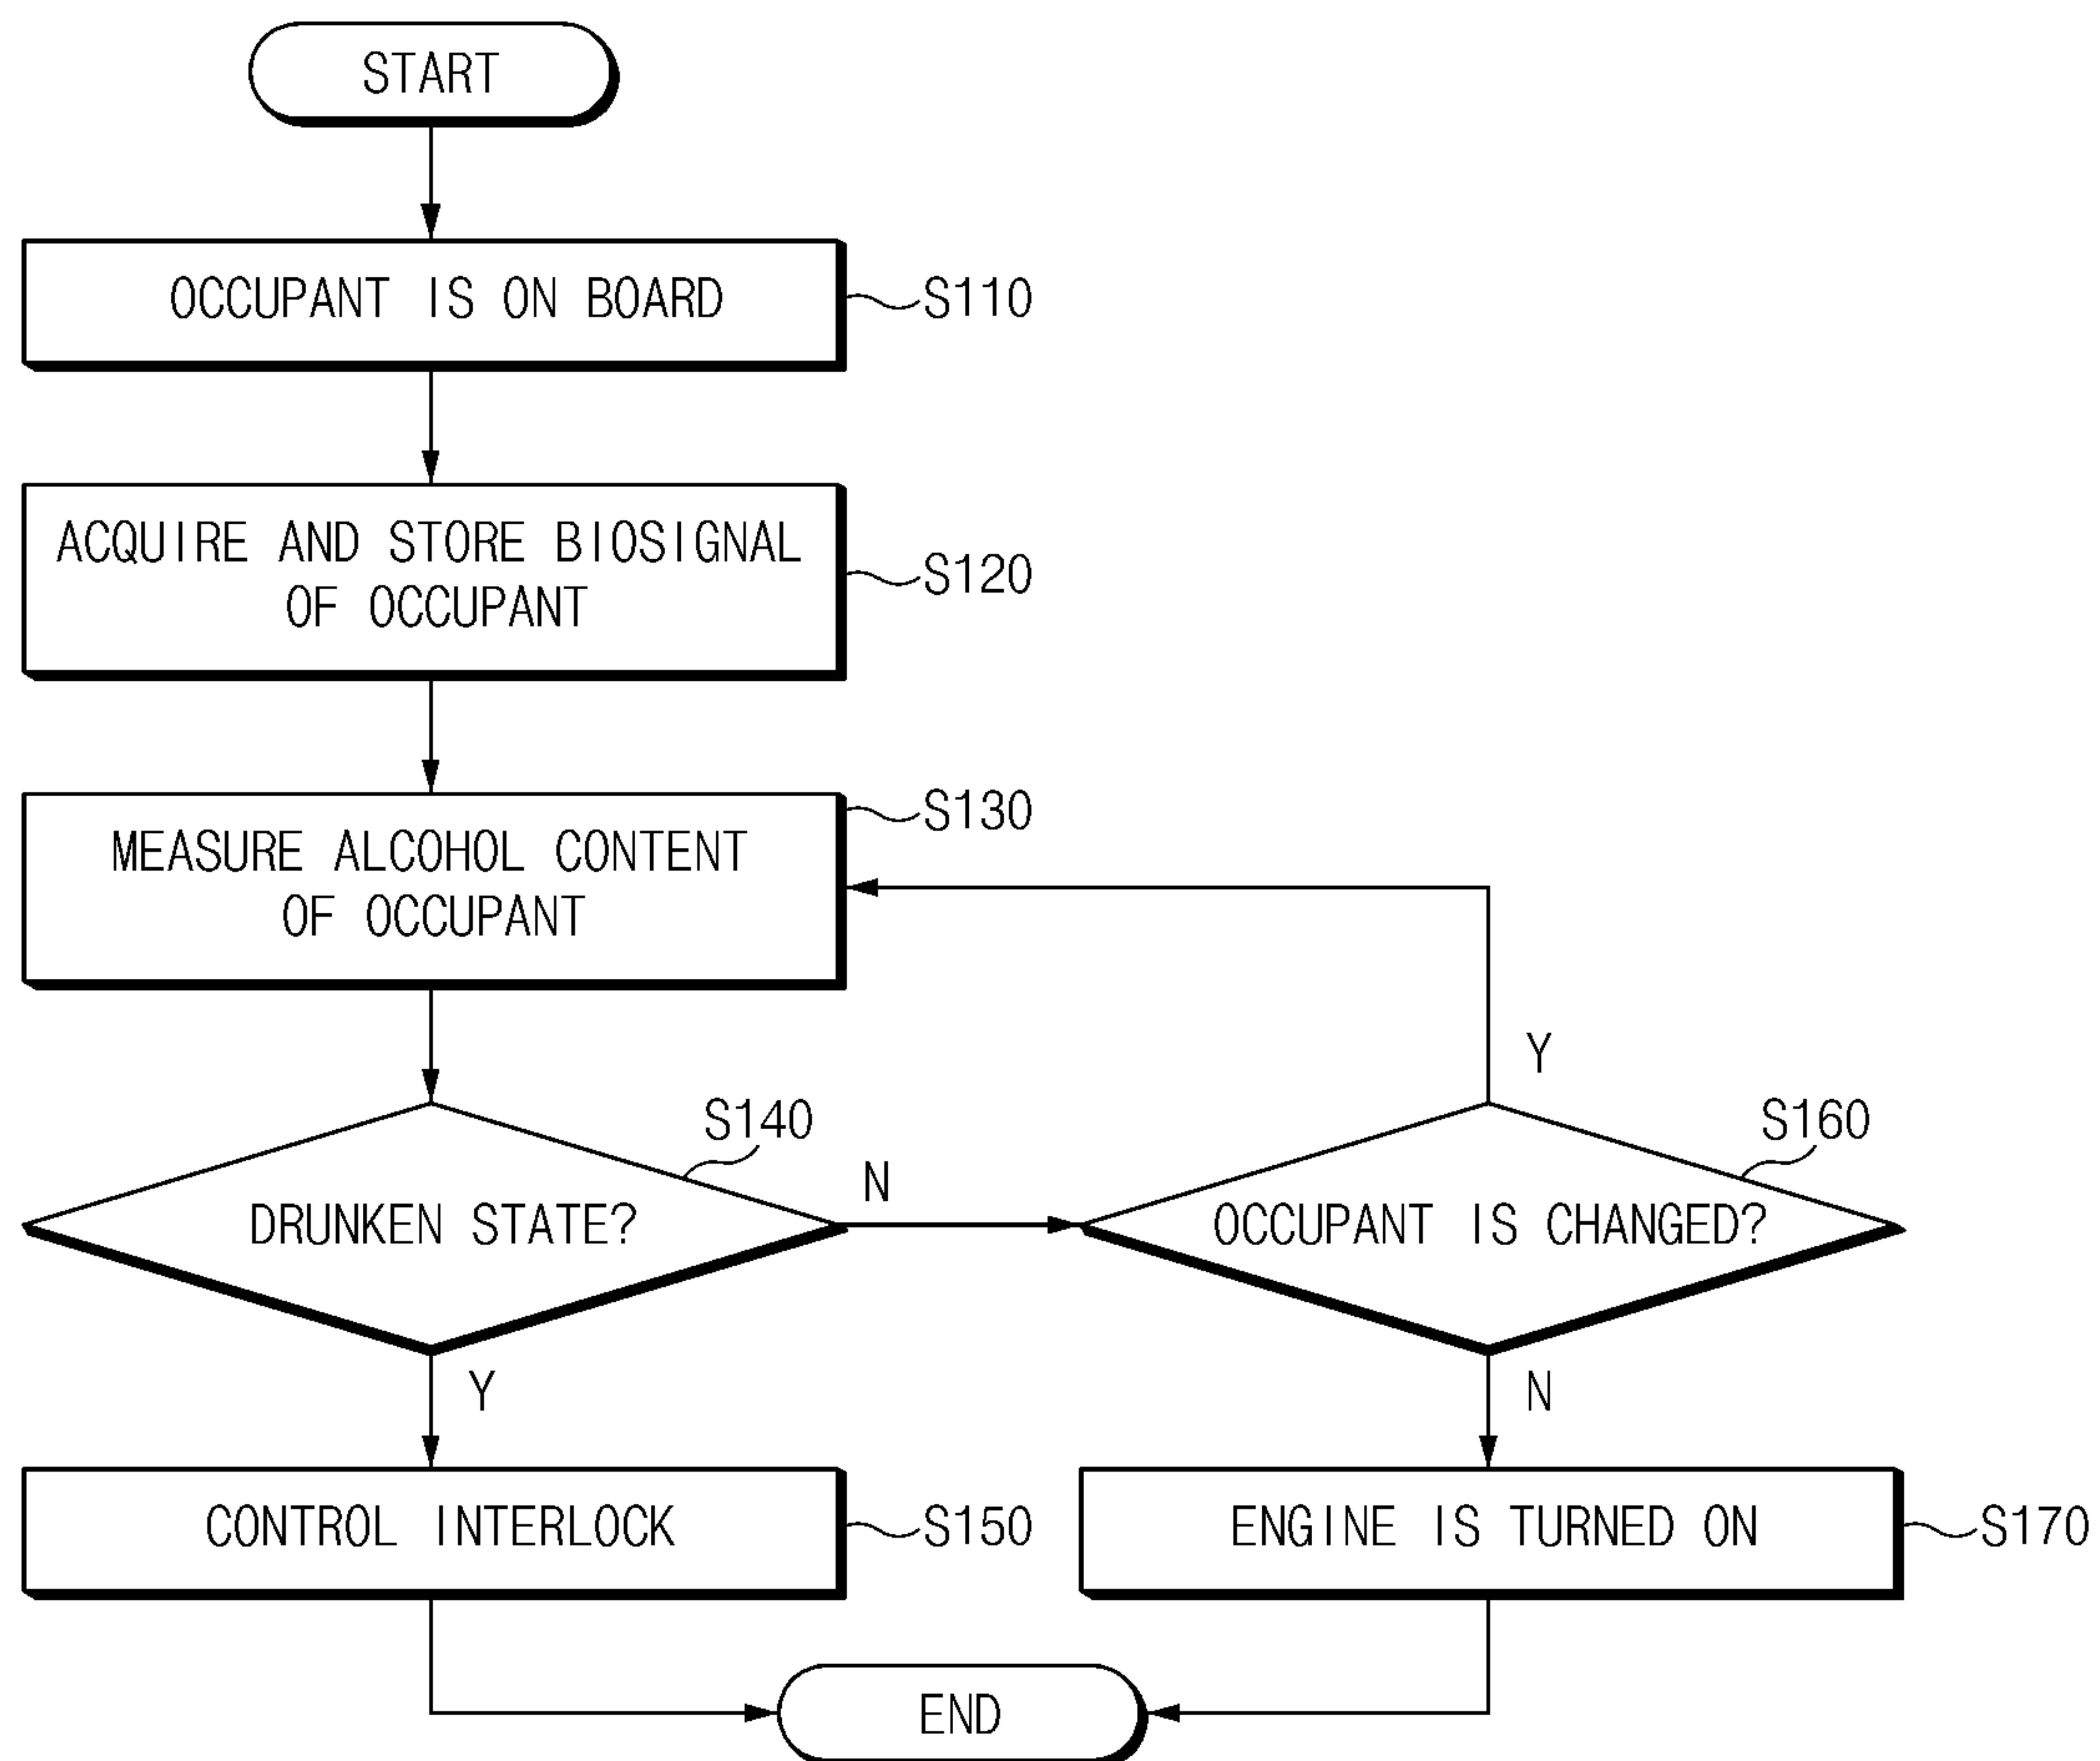 START
OCCUPANT IS ON BOARD
S110
ACQUIRE AND STORE BIOSIGNAL
OF OCCUPANT
S120
MEASURE ALCOHOL CONTENT
OF OCCUPANT
S130
DRUNKEN STATE?
S140
N
Y
OCCUPANT IS CHANGED?
S160
Y
N
CONTROL INTERLOCK
S150
ENGINE IS TURNED ON
S170
END